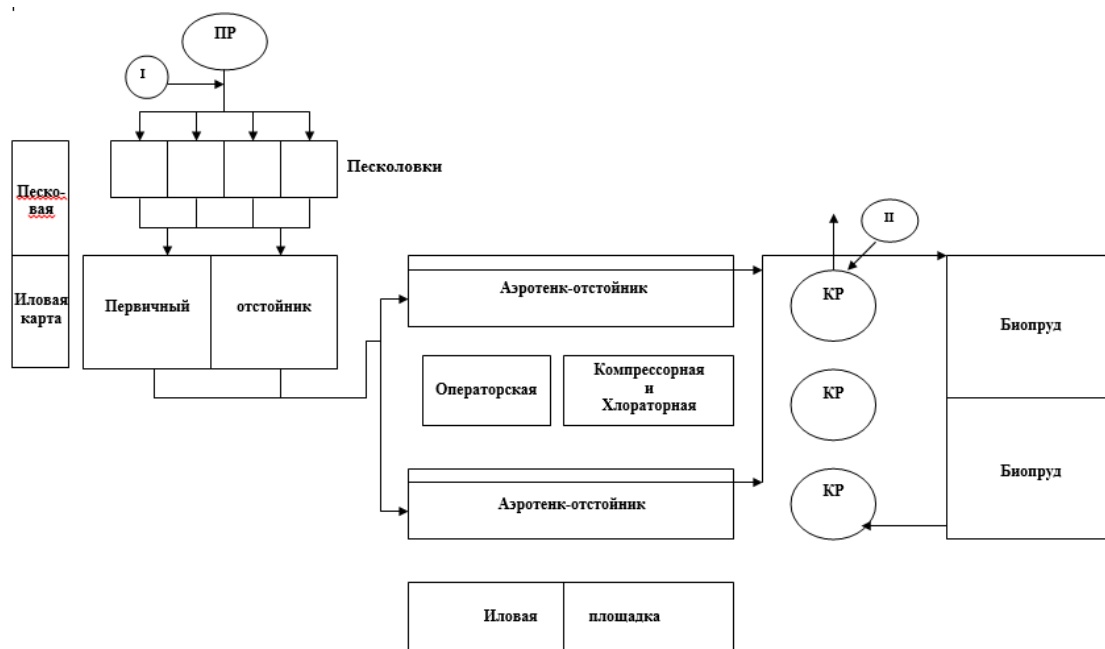 ПР
I
Песколовки
Песко-
вая
II
Иловая
карта
Первичный
отстойник
Аэротенк-отстойник
КР
Биопруд
Операторская
Компрессорная
и
Хлораторная
КР
Биопруд
КР
Аэротенк-отстойник
Иловая
площадка